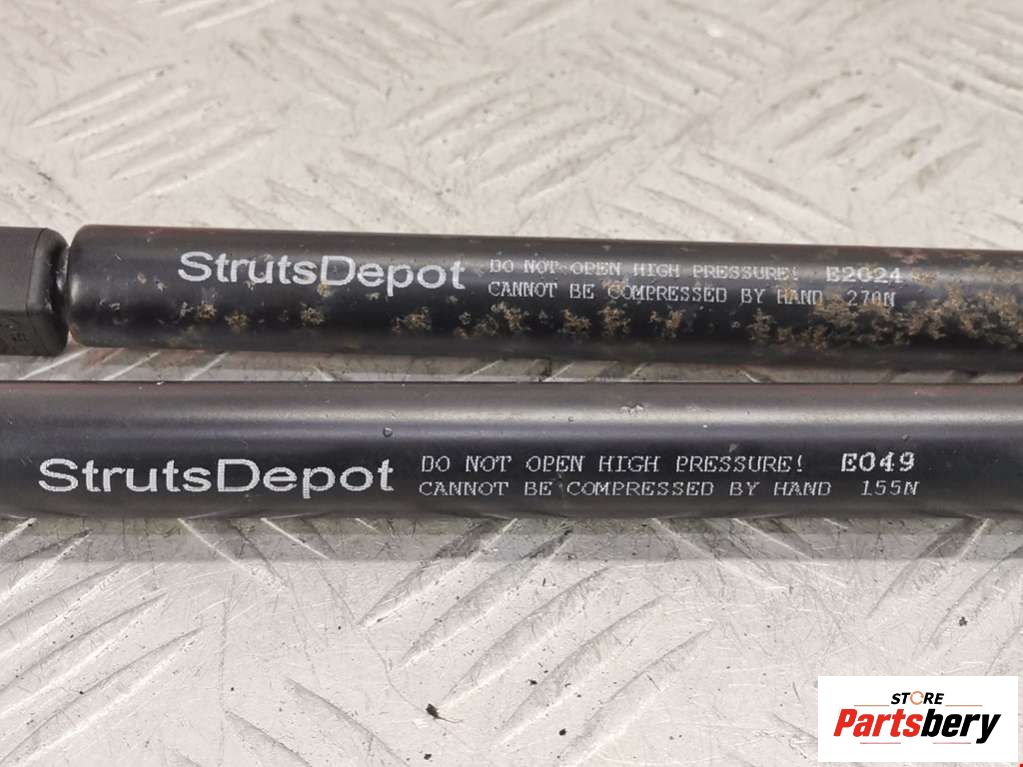 StrutsDepot DO NOT OPEN HIGH PRESSURE! E2024
CANNOT BE COMPRESSED BY HAND 270N
StrutsDepot DO NOT OPEN HIGH PRESSURE! E049
CANNOT BE COMPRESSED BY HAND 155N
STORE
Partsbery